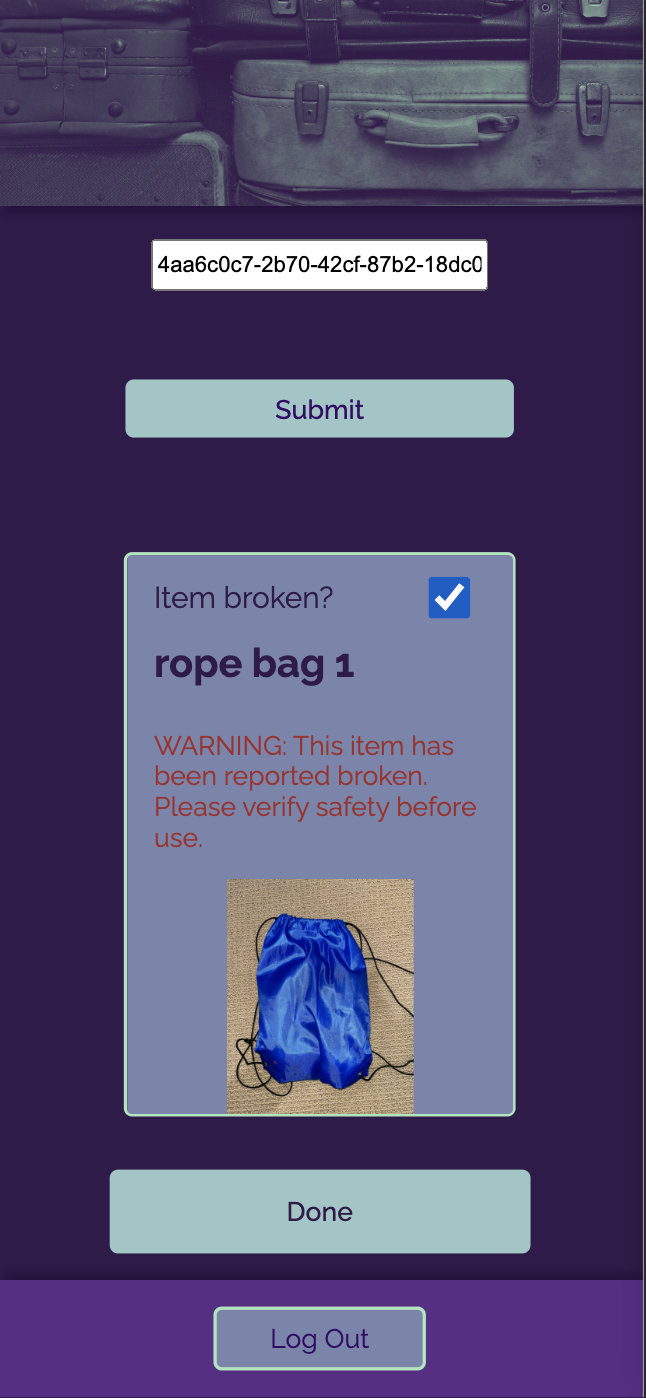 4aa6c0c7-2b70-42cf-87b2-18dc0
Submit
Item broken?
rope bag 1
WARNING: This item has
been reported broken.
Please verify safety before
use.
Done
Log Out